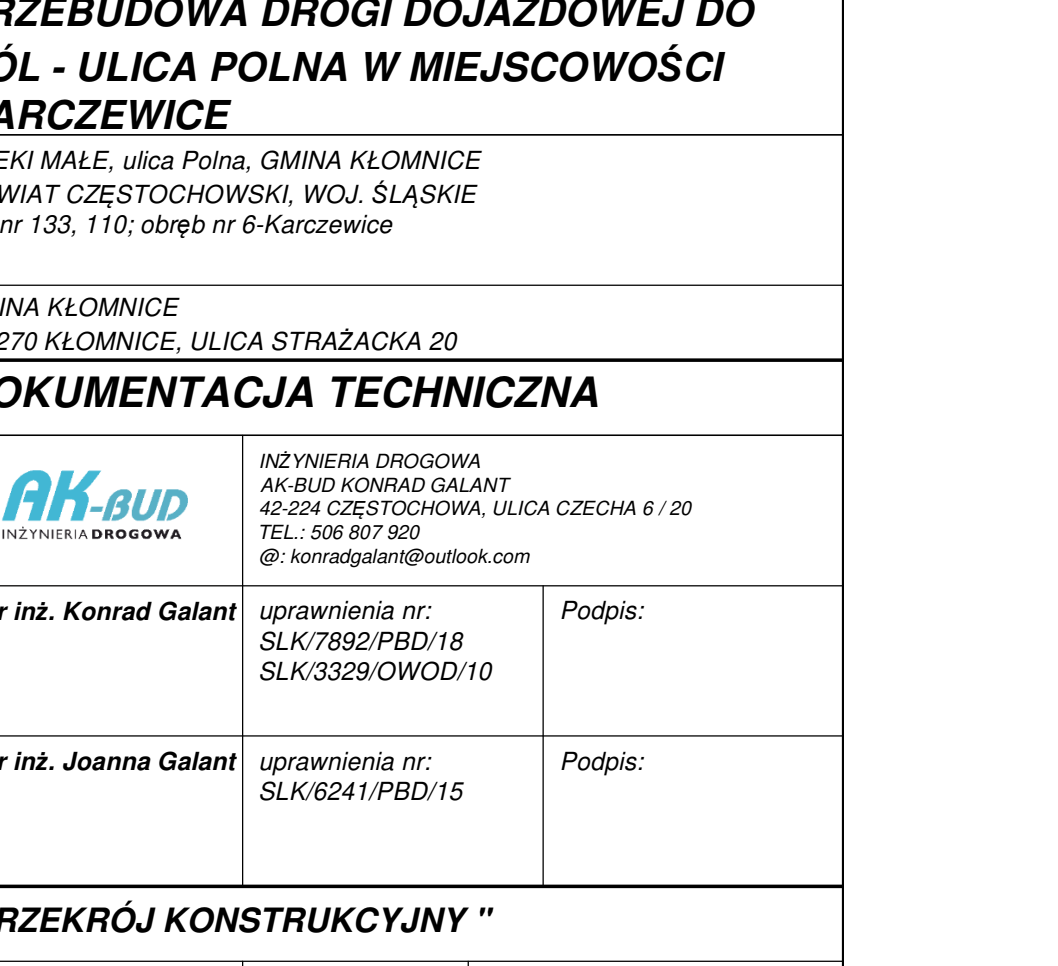 RZEBUDOWA DROGI DOJAZDOWEJ DO
ÓL - ULICA POLNA W MIEJSCOWOŚCI
ARCZEWICE
EKI MAŁE, ulica Polna, GMINA KŁOMNICE
WIAT CZĘSTOCHOWSKI, WOJ. ŚLĄSKIE
nr 133, 110; obręb nr 6-Karczewice
INA KŁOMNICE
270 KŁOMNICE, ULICA STRAŻACKA 20
OKUMENTACJA TECHNICZNA
AK-BUD
INŻYNIERIA DROGOWA
INŻYNIERIA DROGOWA
AK-BUD KONRAD GALANT
42-224 CZĘSTOCHOWA, ULICA CZECHA 6 / 20
TEL.: 506 807 920
@: konradgalant@outlook.com
r inż. Konrad Galant
uprawnienia nr:
SLK/7892/PBD/18
SLK/3329/OWOD/10
Podpis:
r inż. Joanna Galant
uprawnienia nr:
SLK/6241/PBD/15
Podpis:
RZEKRÓJ KONSTRUKCYJNY "